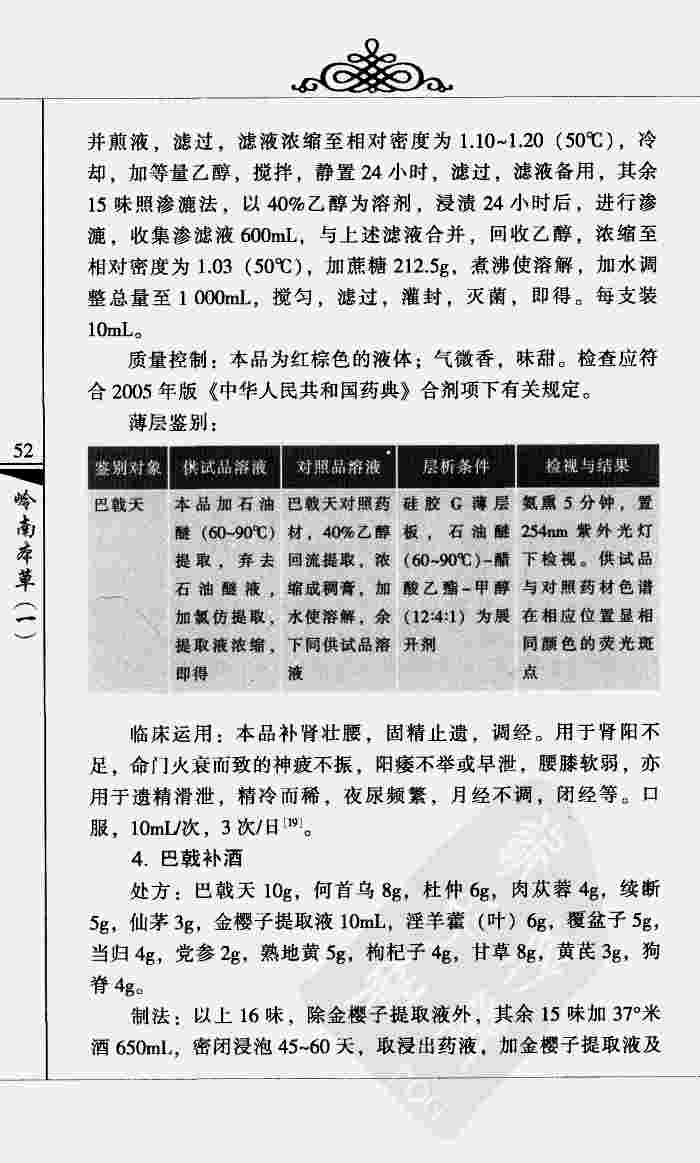 并煎液，滤过，滤液浓缩至相对密度为 1.10~1.20（50℃），冷
却，加等量乙醇，搅拌，静置 24 小时，滤过，滤液备用，其余
15 味照渗漉法，以 40%乙醇为溶剂，浸渍 24 小时后，进行渗
漉，收集渗滤液 600mL，与上述滤液合并，回收乙醇，浓缩至
相对密度为 1.03（50℃），加蔗糖 212.5g，煮沸使溶解，加水调
整总量至 1 000mL，搅匀，滤过，灌封，灭菌，即得。每支装
10mL。
质量控制：本品为红棕色的液体；气微香，味甜。检查应符
合 2005 年版《中华人民共和国药典》合剂项下有关规定。
薄层鉴别：
52
岭南本草（一）
鉴别对象 供试品溶液 对照品溶液 层析条件 检视与结果
巴戟天 本品加石油 巴戟天对照药 硅胶 G 薄层 氨熏 5 分钟，置
醚（60~90℃） 材，40%乙醇 板，石油醚 254nm 紫外光灯
提取，弃去 回流提取，浓 （60~90℃）-醋 下检视。供试品
石油醚液， 缩成稠膏，加 酸乙酯-甲醇 与对照药材色谱
加氯仿提取， 水使溶解，余 （12:4:1）为展 在相应位置显相
提取液浓缩， 下同供试品溶 开剂 同颜色的荧光斑
即得 液 点
临床运用：本品补肾壮腰，固精止遗，调经。用于肾阳不
足，命门火衰而致的神疲不振，阳痿不举或早泄，腰膝软弱，亦
用于遗精滑泄，精冷而稀，夜尿频繁，月经不调，闭经等。口
服，10mL/次，3 次/日[19]。
4. 巴戟补酒
处方：巴戟天 10g，何首乌 8g，杜仲 6g，肉苁蓉 4g，续断
5g，仙茅 3g，金樱子提取液 10mL，淫羊藿（叶）6g，覆盆子 5g，
当归 4g，党参 2g，熟地黄 5g，枸杞子 4g，甘草 8g，黄芪 3g，狗
脊 4g。
制法：以上 16 味，除金樱子提取液外，其余 15 味加 37°米
酒 650mL，密闭浸泡 45~60 天，取浸出药液，加金樱子提取液及